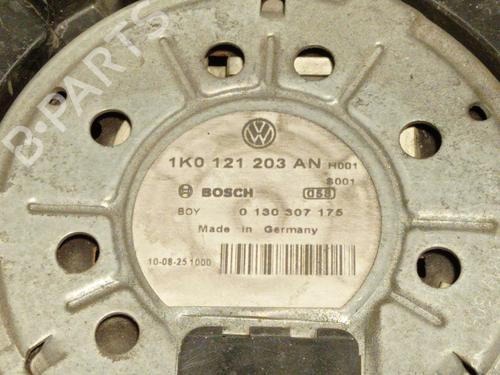 B-PARTS
1K0 121 203 AN H001
S001
BOSCH 058
BOY 0 130 307 175
Made in Germany
10-08-25 1000